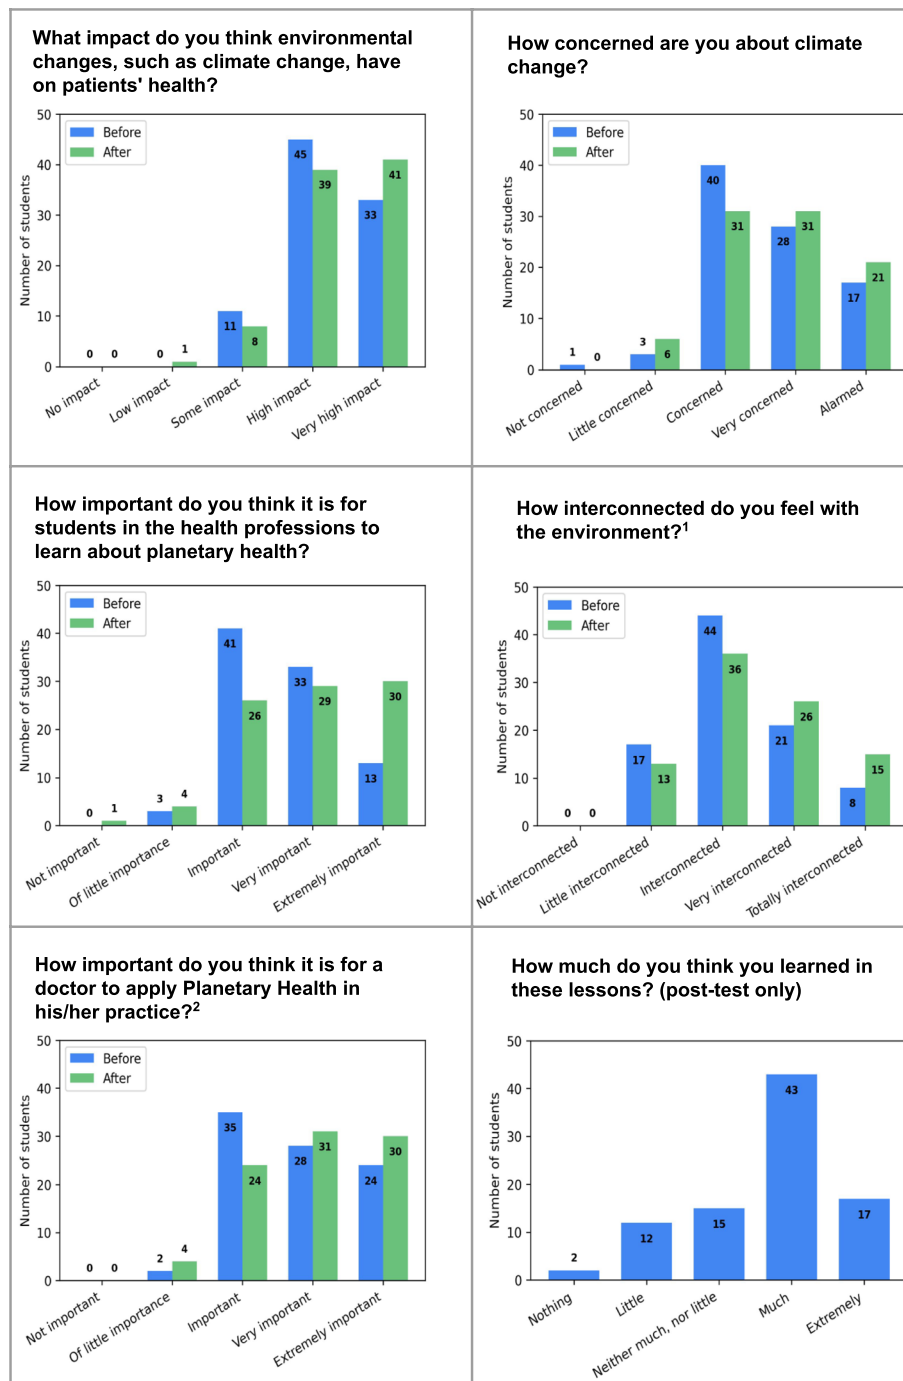 What impact do you think environmental
changes, such as climate change, have
on patients' health?
50
40
30
20
10
0
Number of students
Before
After
0
0
0
1
11
8
45
39
33
41
No impact
Low impact
Some impact
High impact
Very high impact
How concerned are you about climate
change?
50
40
30
20
10
0
Number of students
Before
After
1
0
3
6
40
31
28
31
17
21
Not concerned
Little concerned
Concerned
Very concerned
Alarmed
How important do you think it is for
students in the health professions to
learn about planetary health?
50
40
30
20
10
0
Number of students
Before
After
0
1
3
4
41
26
33
29
13
30
Not important
Of little importance
Important
Very important
Extremely important
How interconnected do you feel with
the environment?¹
50
40
30
20
10
0
Number of students
Before
After
0
0
17
13
44
36
21
26
8
15
Not interconnected
Little interconnected
Interconnected
Very interconnected
Totally interconnected
How important do you think it is for a
doctor to apply Planetary Health in
his/her practice?²
50
40
30
20
10
0
Number of students
Before
After
0
0
2
4
35
24
28
31
24
30
Not important
Of little importance
Important
Very important
Extremely important
How much do you think you learned in
these lessons? (post-test only)
50
40
30
20
10
0
Number of students
2
12
15
43
17
Nothing
Little
Neither much, nor little
Much
Extremely